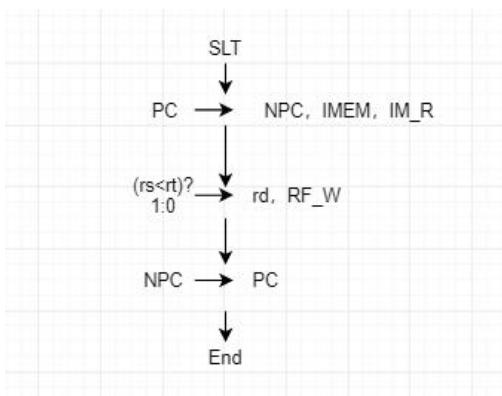 SLT
PC NPC, IMEM, IM_R
(rs<rt)?
1:0
rd, RF_W
NPC PC
End